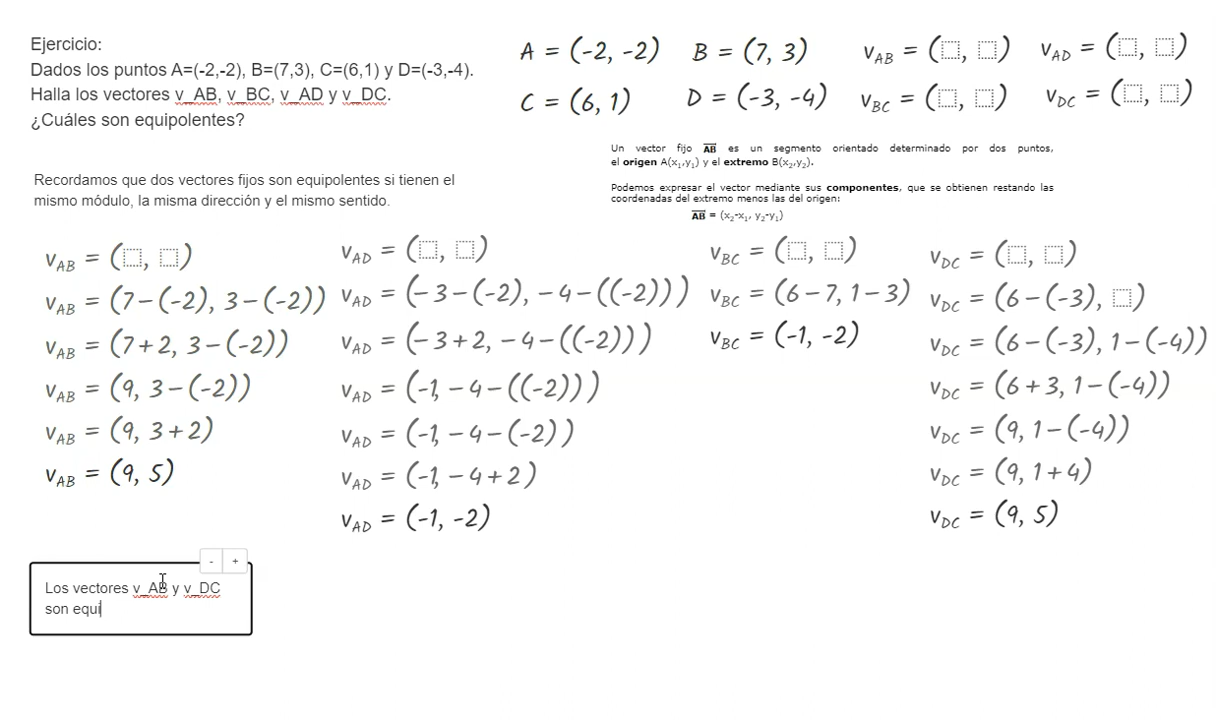 Ejercicio:
Dados los puntos A=(-2,-2), B=(7,3), C=(6,1) y D=(-3,-4).
Halla los vectores v_AB, v_BC, v_AD y v_DC.
¿Cuáles son equipolentes?
A = (-2, -2) B = (7, 3) v_AB = (□, □) v_AD = (□, □)
C = (6, 1) D = (-3, -4) v_BC = (□, □) v_DC = (□, □)
Un vector fijo A͞B͞ es un segmento orientado determinado por dos puntos,
el origen A(x₁,y₁) y el extremo B(x₂,y₂).
Podemos expresar el vector mediante sus componentes, que se obtienen restando las
coordenadas del extremo menos las del origen:
A͞B͞ = (x₂-x₁, y₂-y₁)
Recordamos que dos vectores fijos son equipolentes si tienen el
mismo módulo, la misma dirección y el mismo sentido.
v_AB = (□, □)
v_AB = (7-(-2), 3-(-2))
v_AB = (7+2, 3-(-2))
v_AB = (9, 3-(-2))
v_AB = (9, 3+2)
v_AB = (9, 5)
v_AD = (□, □)
v_AD = (-3-(-2), -4-((-2)))
v_AD = (-3+2, -4-((-2)))
v_AD = (-1, -4-((-2)))
v_AD = (-1, -4-(-2))
v_AD = (-1, -4+2)
v_AD = (-1, -2)
v_BC = (□, □)
v_BC = (6-7, 1-3)
v_BC = (-1, -2)
v_DC = (□, □)
v_DC = (6-(-3), □)
v_DC = (6-(-3), 1-(-4))
v_DC = (6+3, 1-(-4))
v_DC = (9, 1-(-4))
v_DC = (9, 1+4)
v_DC = (9, 5)
- +
Los vectores v_AB y v_DC
son equi